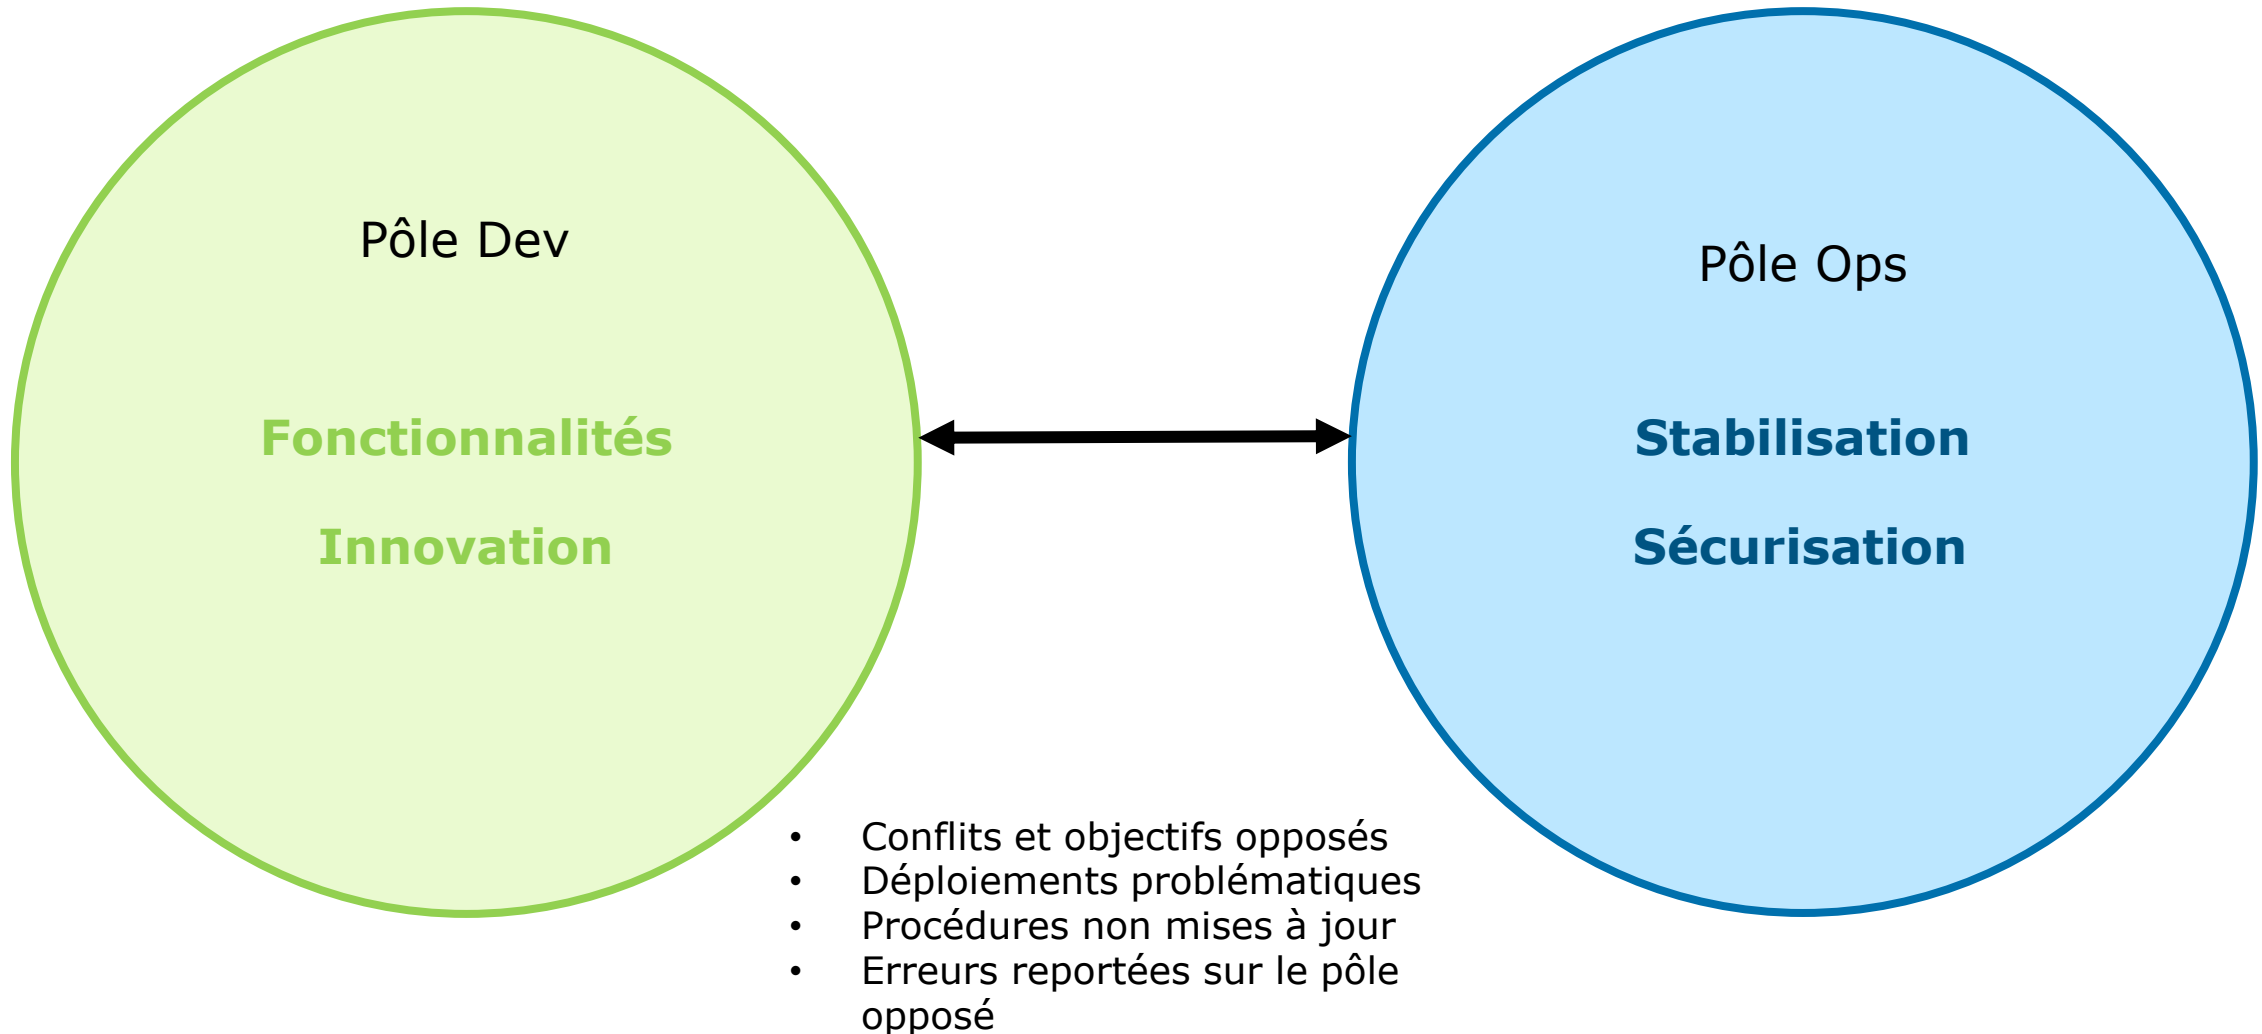 Pôle Dev
Fonctionnalités
Innovation
Pôle Ops
Stabilisation
Sécurisation
• Conflits et objectifs opposés
• Déploiements problématiques
• Procédures non mises à jour
• Erreurs reportées sur le pôle
opposé